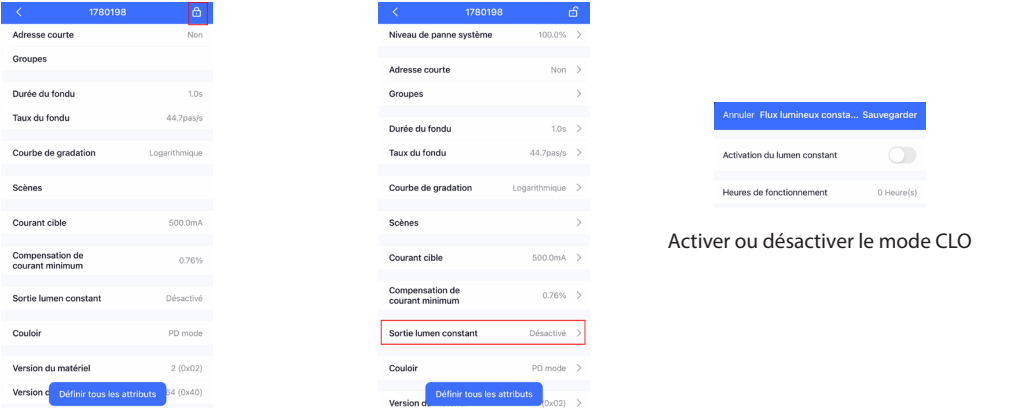 1780198
Adresse courte Non
Groupes
Durée du fondu 1.0s
Taux du fondu 44.7pas/s
Courbe de gradation Logarithmique
Scènes
Courant cible 500.0mA
Compensation de
courant minimum 0.76%
Sortie lumen constant Désactivé
Couloir PD mode
Version du matériel 2 (0x02)
Version d 64 (0x40)
Définir tous les attributs
1780198
Niveau de panne système 100.0%
Adresse courte Non
Groupes
Durée du fondu 1.0s
Taux du fondu 44.7pas/s
Courbe de gradation Logarithmique
Scènes
Courant cible 500.0mA
Compensation de
courant minimum 0.76%
Sortie lumen constant Désactivé
Couloir PD mode
Définir tous les attributs
Version d (0x02)
Annuler Flux lumineux consta... Sauvegarder
Activation du lumen constant
Heures de fonctionnement 0 Heure(s)
Activer ou désactiver le mode CLO